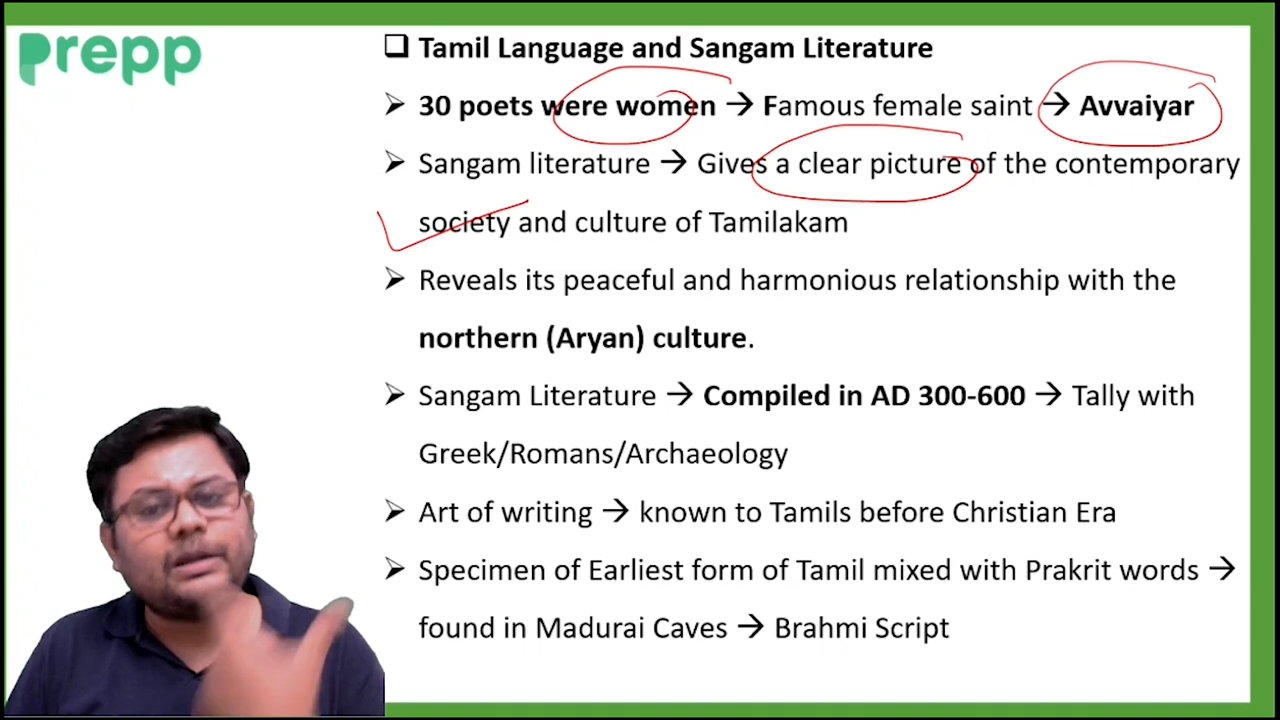 prepp
❑ Tamil Language and Sangam Literature
➢ 30 poets were women → Famous female saint → Avvaiyar
➢ Sangam literature → Gives a clear picture of the contemporary
society and culture of Tamilakam
➢ Reveals its peaceful and harmonious relationship with the
northern (Aryan) culture.
➢ Sangam Literature → Compiled in AD 300-600 → Tally with
Greek/Romans/Archaeology
➢ Art of writing → known to Tamils before Christian Era
➢ Specimen of Earliest form of Tamil mixed with Prakrit words →
found in Madurai Caves → Brahmi Script